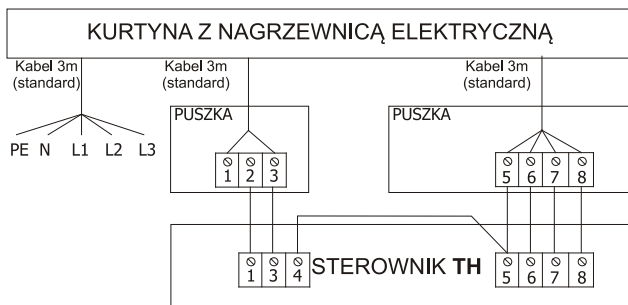 KURTYNA Z NAGRZEWNICĄ ELEKTRYCZNĄ
Kabel 3m
(standard)
Kabel 3m
(standard)
Kabel 3m
(standard)
PUSZKA
PUSZKA
PE N L1 L2 L3
1 2 3
5 6 7 8
1 3 4
STEROWNIK TH
5 6 7 8